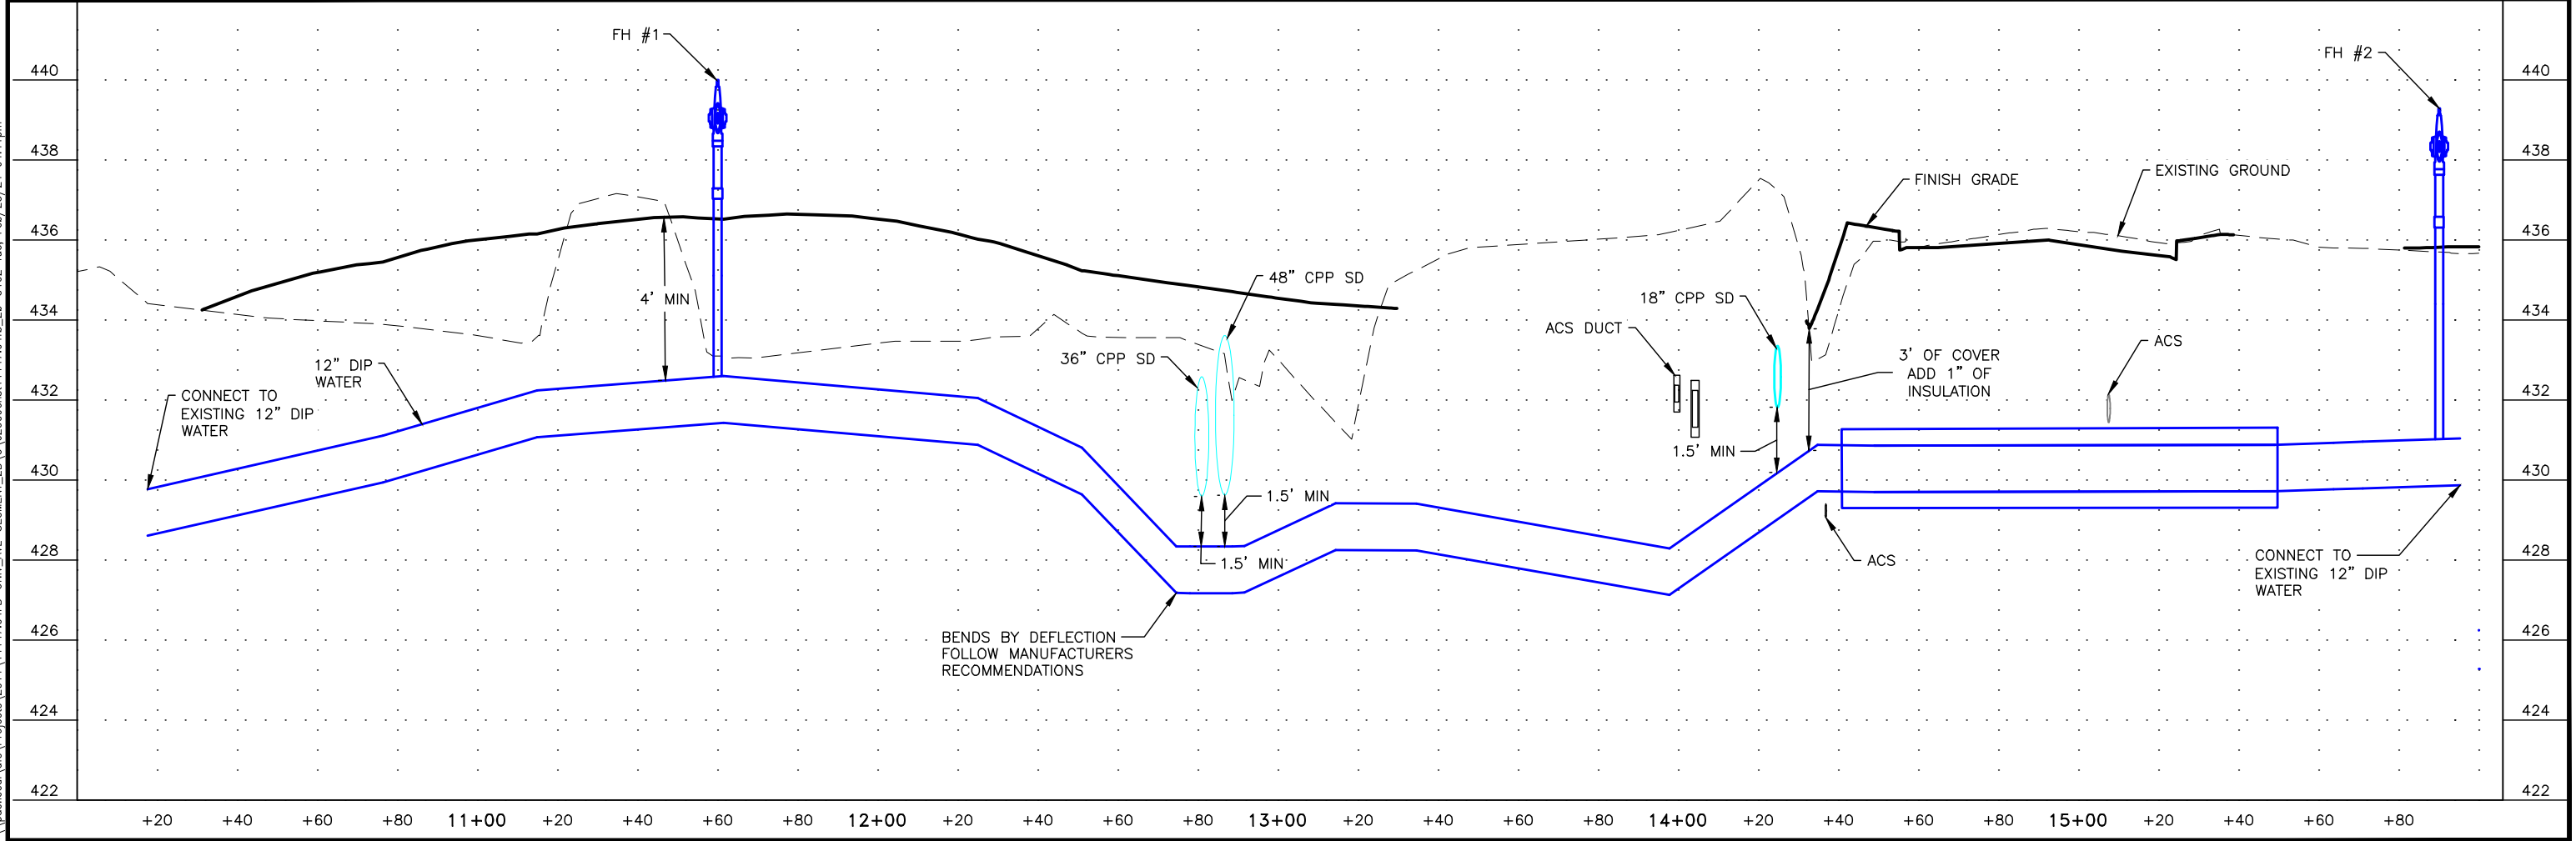 FH #1
FH #2
440
440
438
438
FINISH GRADE
EXISTING GROUND
436
436
4' MIN
48" CPP SD
18" CPP SD
434
434
ACS DUCT
36" CPP SD
ACS
12" DIP
WATER
3' OF COVER
ADD 1" OF
INSULATION
CONNECT TO
EXISTING 12" DIP
WATER
432
432
1.5' MIN
430
430
1.5' MIN
1.5' MIN
ACS
CONNECT TO
EXISTING 12" DIP
WATER
428
428
BENDS BY DEFLECTION
FOLLOW MANUFACTURERS
RECOMMENDATIONS
426
426
424
424
422
422
+20 +40 +60 +80 11+00 +20 +40 +60 +80 12+00 +20 +40 +60 +80 13+00 +20 +40 +60 +80 14+00 +20 +40 +60 +80 15+00 +20 +40 +60 +80